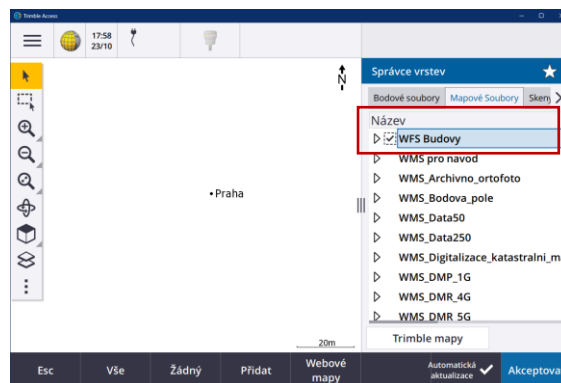 Trimble Access
17:58
23/10
N
Správce vrstev
Bodové soubory Mapové Soubory Skeny
Název
WFS Budovy
WMS pro navod
WMS_Archivno_ortofoto
WMS_Bodova_pole
WMS_Data50
WMS_Data250
WMS_Digitalizace_katastralni_m
WMS_DMP_1G
WMS_DMR_4G
WMS_DMR_5G
Praha
20m
Trimble mapy
Esc Vše Žádný Přidat Webové mapy Automatická aktualizace Akceptova